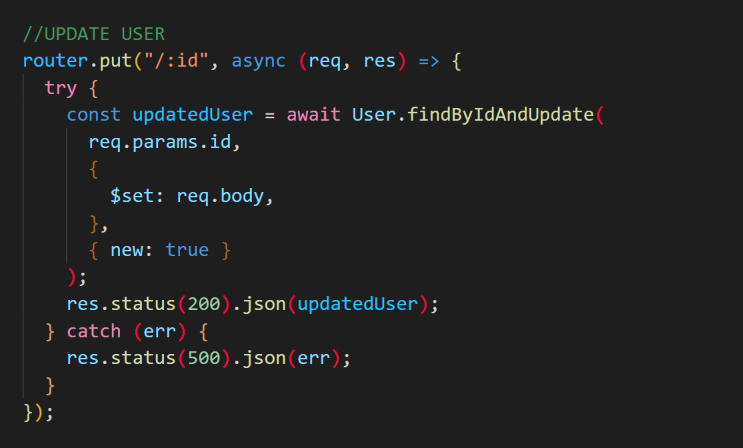 //UPDATE USER
router.put("/:id", async (req, res) => {
  try {
    const updatedUser = await User.findByIdAndUpdate(
      req.params.id,
      {
        $set: req.body,
      },
      { new: true }
    );
    res.status(200).json(updatedUser);
  } catch (err) {
    res.status(500).json(err);
  }
});